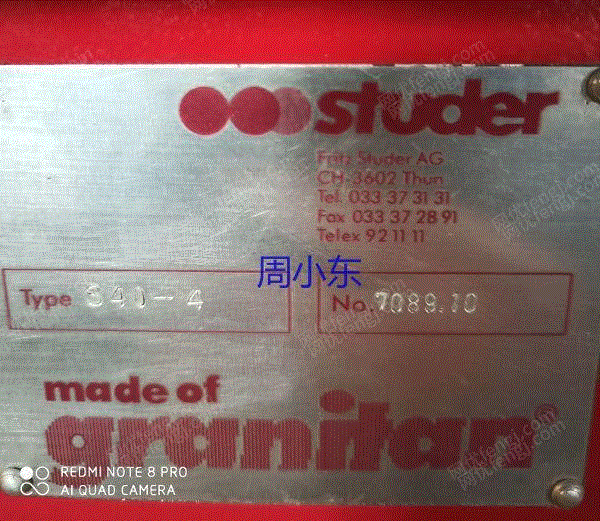 studer
Fritz Studer AG
CH-3602 Thun
Tel. 033 37 31 31
Fax 033 37 28 91
Telex 92 11 11
周小东
Type S40-4
No. 7089.10
made of
granitan®
REDMI NOTE 8 PRO
AI QUAD CAMERA